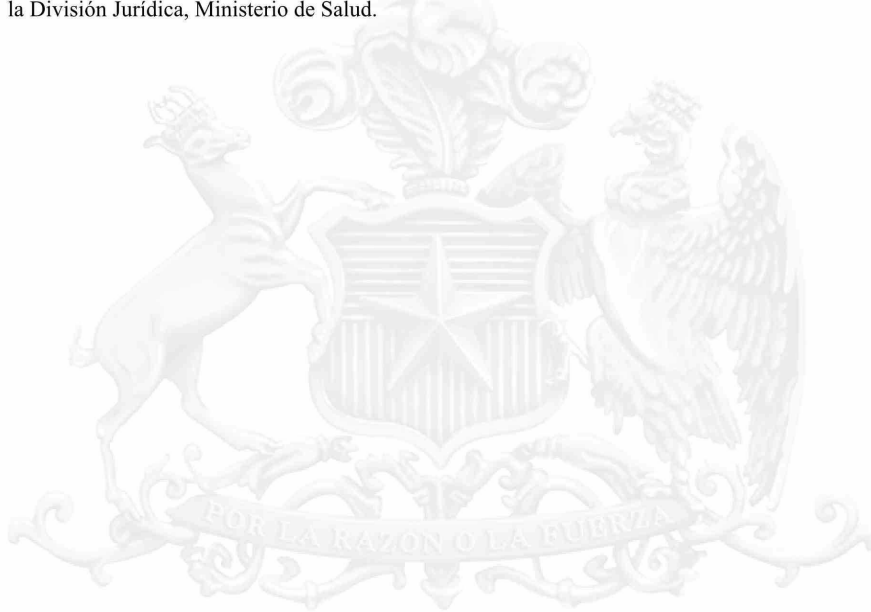 la División Jurídica, Ministerio de Salud.
POR LA RAZON O LA FUERZA